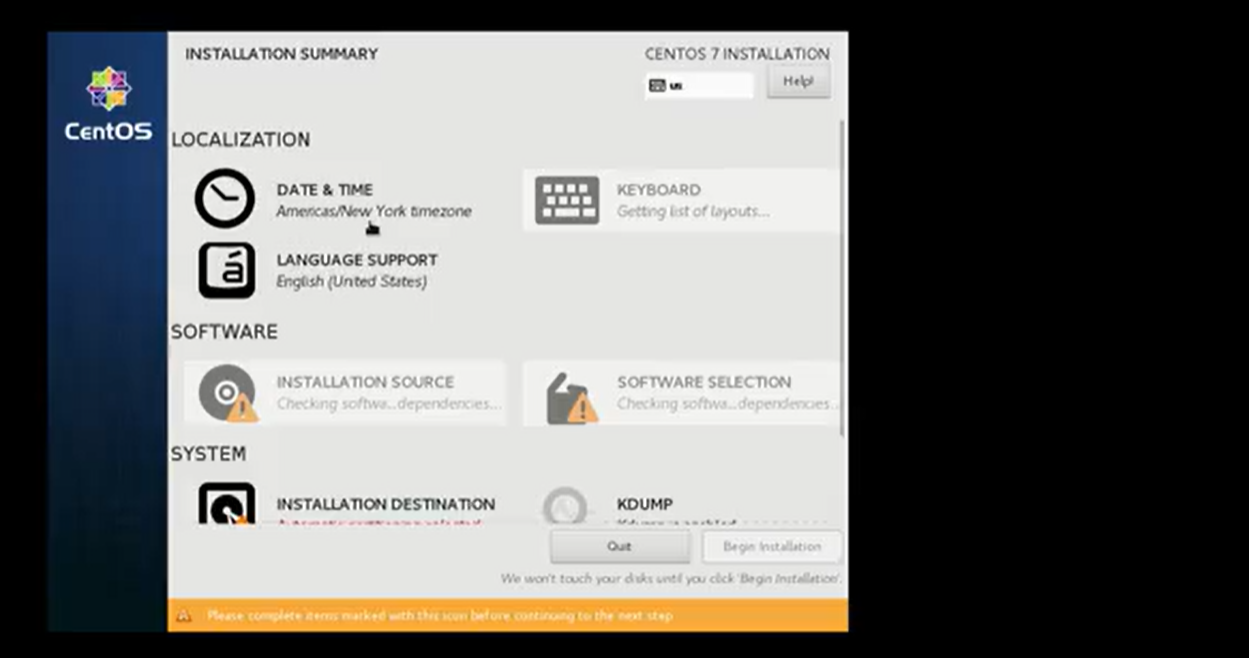 INSTALLATION SUMMARY
CENTOS 7 INSTALLATION
us
Help!
CentOS
LOCALIZATION
DATE & TIME
Americas/New York timezone
KEYBOARD
Getting list of layouts...
á
LANGUAGE SUPPORT
English (United States)
SOFTWARE
INSTALLATION SOURCE
Checking softwa...dependencies...
SOFTWARE SELECTION
Checking softwa...dependencies...
SYSTEM
INSTALLATION DESTINATION
KDUMP
Quit
Begin Installation
We won't touch your disks until you click 'Begin Installation'.
Please complete items marked with this icon before continuing to the next step